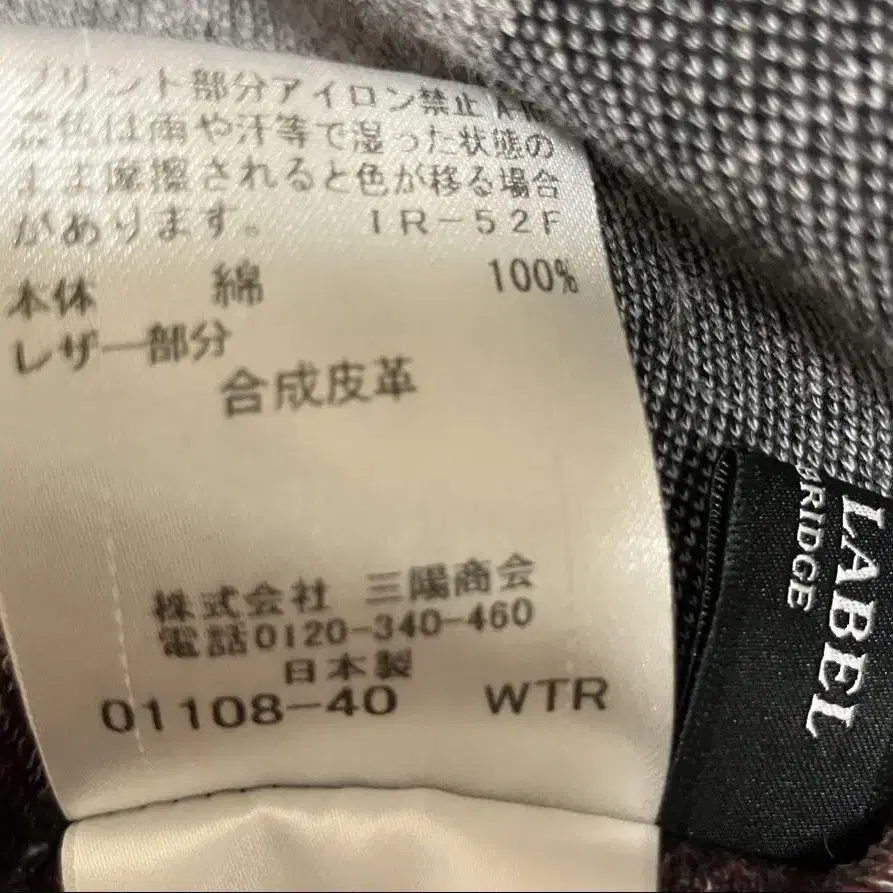 プリント部分アイロン禁止
濃色は雨や汗等で湿った状態の
まま摩擦されると色が移る場合
があります。 IR-52F
本体 綿 100%
レザー部分
合成皮革
株式会社 三陽商会
電話0120-340-460
日本製
01108-40 WTR
LABEL
RIDGE